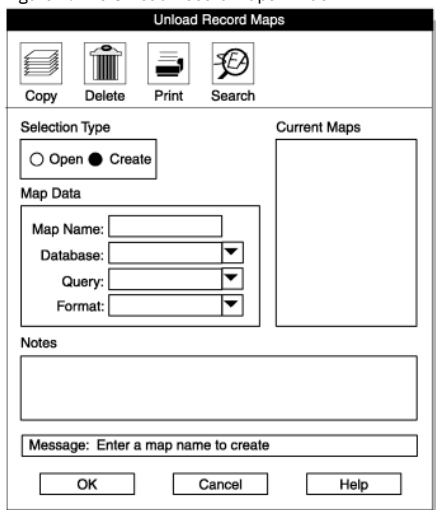 Unload Record Maps
Copy Delete Print Search
Selection Type Current Maps
Open Create
Map Data
Map Name:
Database:
Query:
Format:
Notes
Message: Enter a map name to create
OK Cancel Help